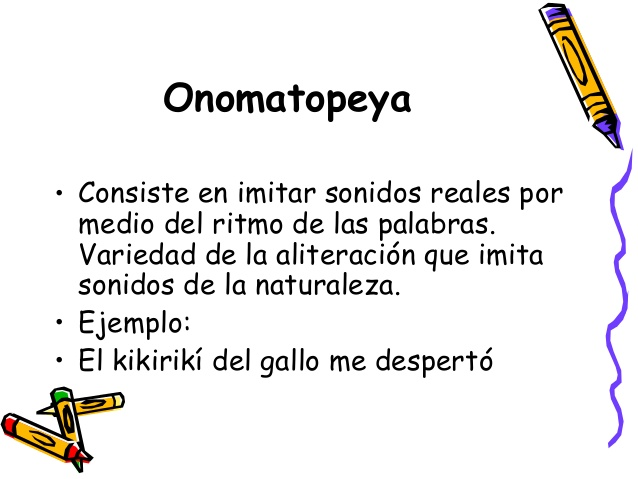 Onomatopeya
• Consiste en imitar sonidos reales por
medio del ritmo de las palabras.
Variedad de la aliteración que imita
sonidos de la naturaleza.
• Ejemplo:
• El kikirikí del gallo me despertó